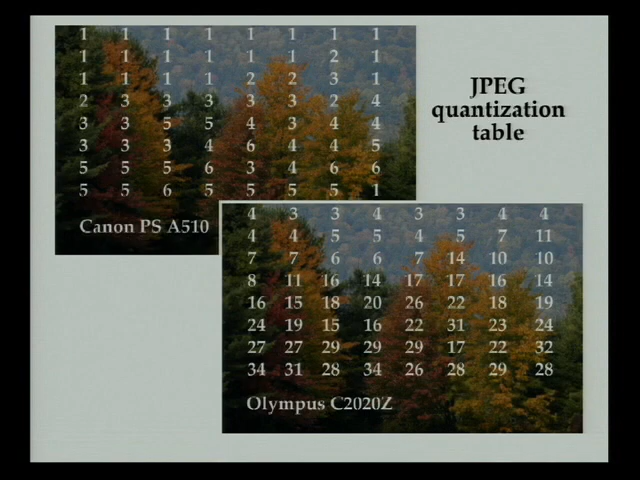 1 1 1 1 1 1 1 1
1 1 1 1 1 1 2 1
1 1 1 1 2 2 3 1
2 3 3 3 3 3 2 4
3 3 5 5 4 3 4 4
3 3 3 4 6 4 4 5
5 5 5 6 3 4 6 6
5 5 6 5 5 5 5 1
Canon PS A510
JPEG
quantization
table
4 3 3 4 3 3 4 4
4 4 5 5 4 5 7 11
7 7 6 6 7 14 10 10
8 11 16 14 17 17 16 14
16 15 18 20 26 22 18 19
24 19 15 16 22 31 23 24
27 27 29 29 29 17 22 32
34 31 28 34 26 28 29 28
Olympus C2020Z